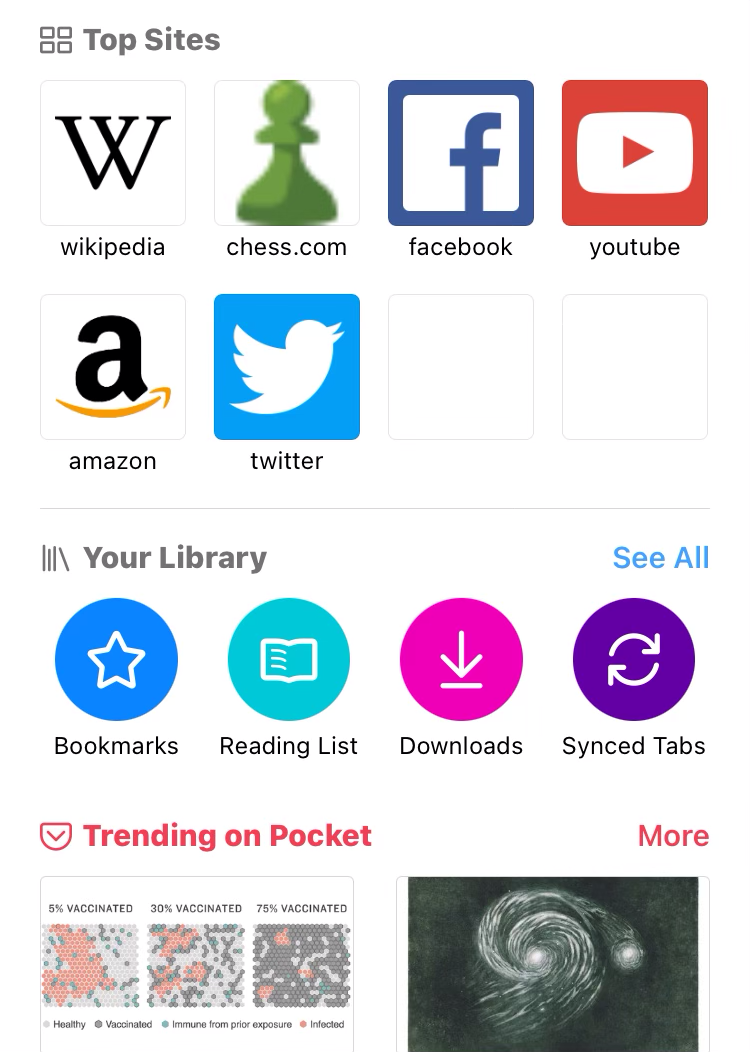 Top Sites
wikipedia chess.com facebook youtube
amazon twitter
Your Library See All
Bookmarks Reading List Downloads Synced Tabs
Trending on Pocket More
5% VACCINATED 30% VACCINATED 75% VACCINATED
Healthy Vaccinated Immune from prior exposure Infected